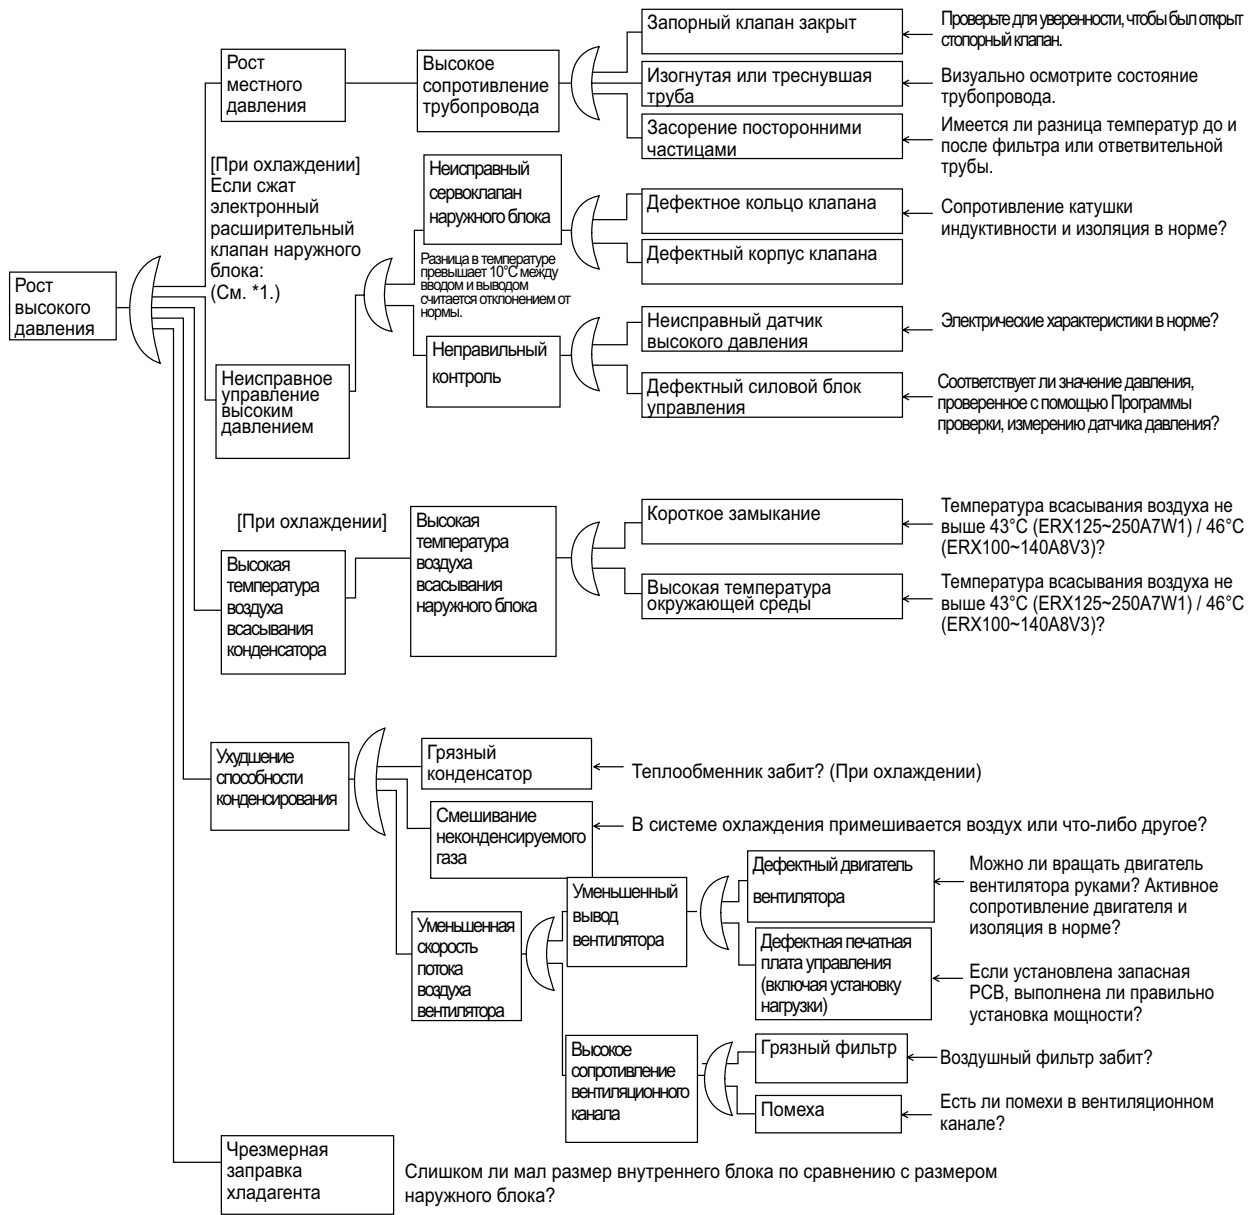 Рост
высокого
давления
Рост
местного
давления
Высокое
сопротивление
трубопровода
Запорный клапан закрыт
Проверьте для уверенности, чтобы был открыт
стопорный клапан.
Изогнутая или треснувшая
труба
Визуально осмотрите состояние
трубопровода.
Засорение посторонними
частицами
Имеется ли разница температур до и
после фильтра или ответвительной
трубы.
[При охлаждении]
Если сжат
электронный
расширительный
клапан наружного
блока:
(См. *1.)
Неисправное
управление
высоким
давлением
Неисправный
сервоклапан
наружного блока
Разница в температуре
превышает 10°C между
вводом и выводом
считается отклонением от
нормы.
Дефектное кольцо клапана
Сопротивление катушки
индуктивности и изоляция в норме?
Дефектный корпус клапана
Неправильный
контроль
Неисправный датчик
высокого давления
Электрические характеристики в норме?
Дефектный силовой блок
управления
Соответствует ли значение давления,
проверенное с помощью Программы
проверки, измерению датчика давления?
[При охлаждении]
Высокая
температура
воздуха
всасывания
конденсатора
Высокая
температура
воздуха
всасывания
наружного блока
Короткое замыкание
Температура всасывания воздуха не
выше 43°C (ERX125~250A7W1) / 46°C
(ERX100~140A8V3)?
Высокая температура
окружающей среды
Температура всасывания воздуха не
выше 43°C (ERX125~250A7W1) / 46°C
(ERX100~140A8V3)?
Ухудшение
способности
конденсирования
Грязный
конденсатор
Теплообменник забит? (При охлаждении)
Смешивание
неконденсируемого
газа
В системе охлаждения примешивается воздух или что-либо другое?
Уменьшенная
скорость
потока
воздуха
вентилятора
Уменьшенный
вывод
вентилятора
Дефектный двигатель
вентилятора
Можно ли вращать двигатель
вентилятора руками? Активное
сопротивление двигателя и
изоляция в норме?
Дефектная печатная
плата управления
(включая установку
нагрузки)
Если установлена запасная
PCB, выполнена ли правильно
установка мощности?
Высокое
сопротивление
вентиляционного
канала
Грязный фильтр
Воздушный фильтр забит?
Помеха
Есть ли помехи в вентиляционном
канале?
Чрезмерная
заправка
хладагента
Слишком ли мал размер внутреннего блока по сравнению с размером
наружного блока?